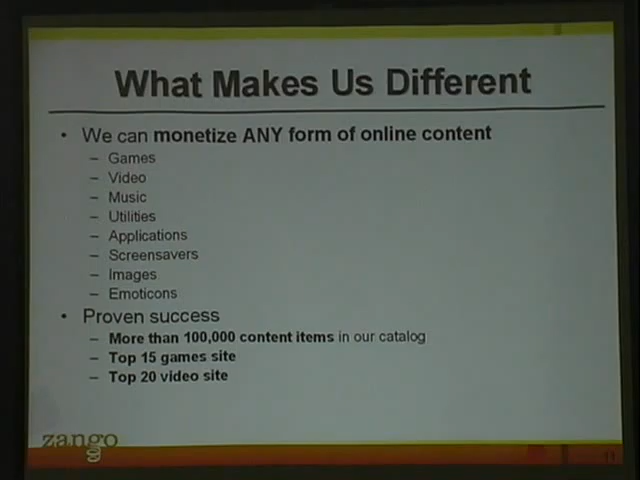 What Makes Us Different
• We can monetize ANY form of online content
– Games
– Video
– Music
– Utilities
– Applications
– Screensavers
– Images
– Emoticons
• Proven success
– More than 100,000 content items in our catalog
– Top 15 games site
– Top 20 video site
zango